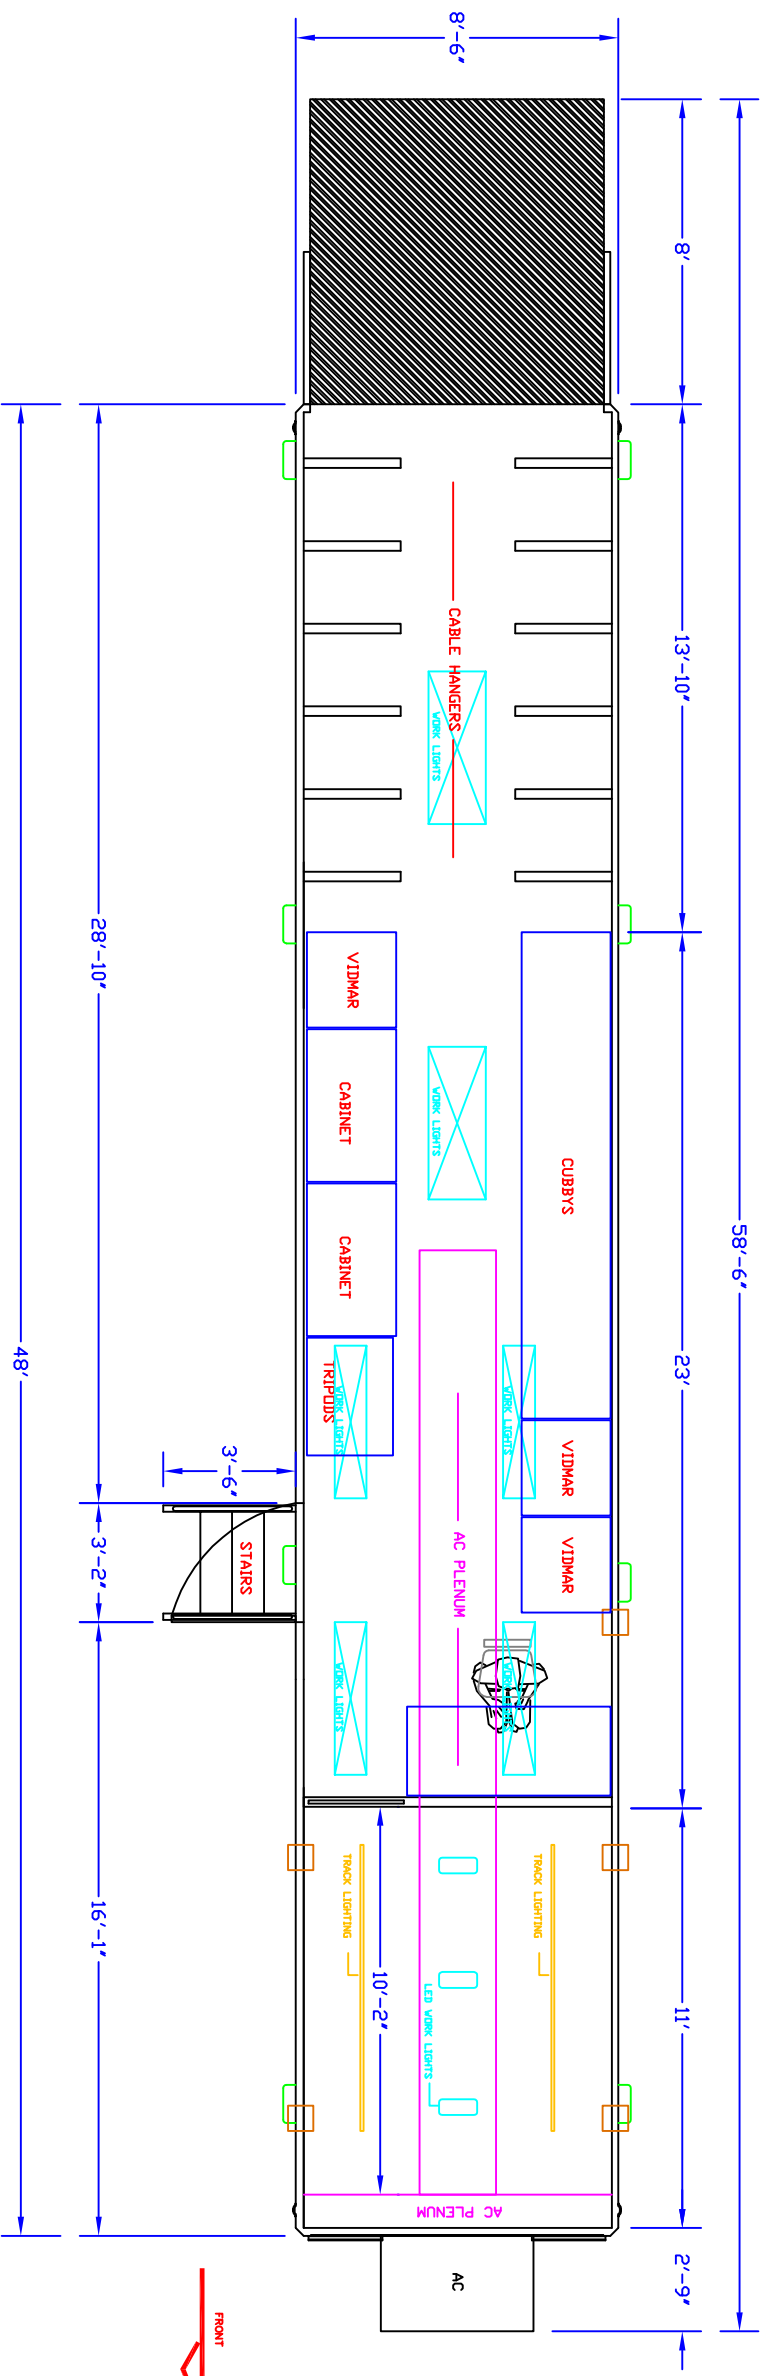 8'-6"
8'
13'-10"
23'
11'
2'-9"
58'-6"
CABLE HANGERS
WORK LIGHTS
VIDMAR
CABINET
CABINET
TRIPODS
WORK LIGHTS
CUBBYS
VIDMAR
VIDMAR
WORK LIGHTS
WORK LIGHTS
AC PLENUM
WORK LIGHTS
WORK LIGHTS
STAIRS
3'-6"
28'-10"
3'-2"
16'-1"
48'
TRACK LIGHTING
TRACK LIGHTING
10'-2"
LED WORK LIGHTS
AC PLENUM
AC
FRONT